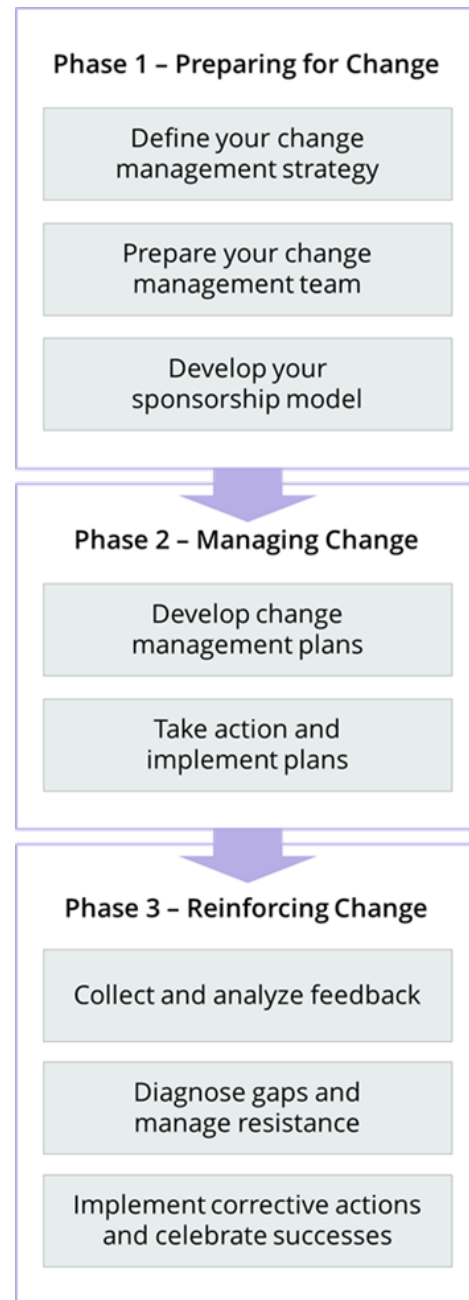 Phase 1 – Preparing for Change
Define your change
management strategy
Prepare your change
management team
Develop your
sponsorship model
Phase 2 – Managing Change
Develop change
management plans
Take action and
implement plans
Phase 3 – Reinforcing Change
Collect and analyze feedback
Diagnose gaps and
manage resistance
Implement corrective actions
and celebrate successes